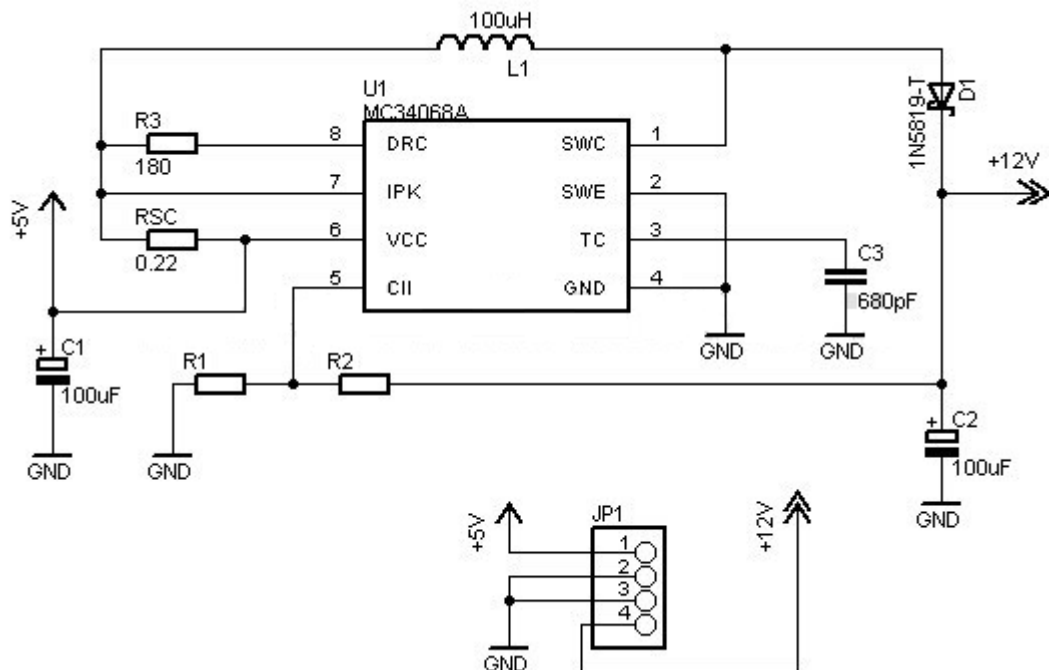 100uH
L1
U1
MC34068A
R3
180
8
DRC
SWC
1
7
IPK
SWE
2
RSC
0.22
6
VCC
TC
3
5
CII
GND
4
+5V
C1
+
100uF
GND
R1
GND
R2
GND
C3
680pF
GND
1N5819-T
D1
+12V
+
C2
100uF
GND
+5V
JP1
1
2
3
4
GND
+12V